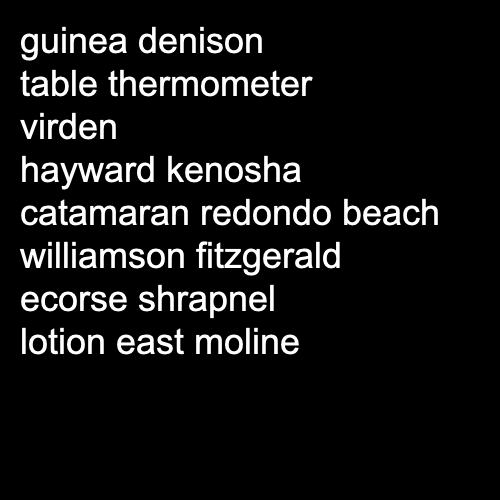 guinea denison
table thermometer
virden
hayward kenosha
catamaran redondo beach
williamson fitzgerald
ecorse shrapnel
lotion east moline